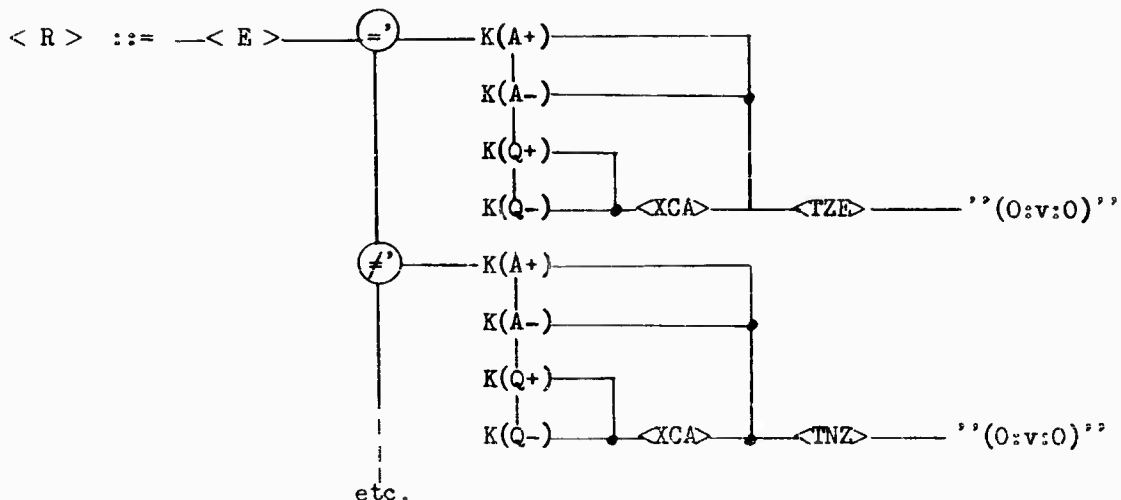 < R > ::= < E > =' K(A+)
K(A-)
K(Q+)
K(Q-) <XCA> <TZE> ''(0:v:0)''
≠' K(A+)
K(A-)
K(Q+)
K(Q-) <XCA> <TNZ> ''(0:v:0)''
etc.